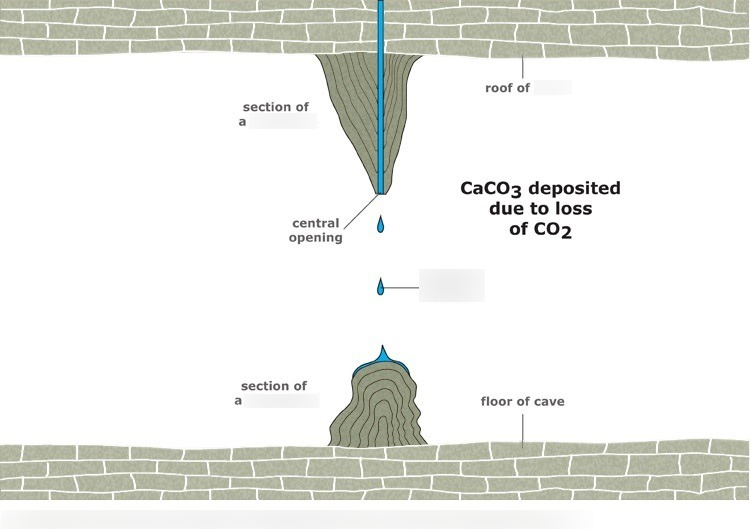 section of
a
roof of
CaCO3 deposited
due to loss
of CO2
central
opening
section of
a
floor of cave